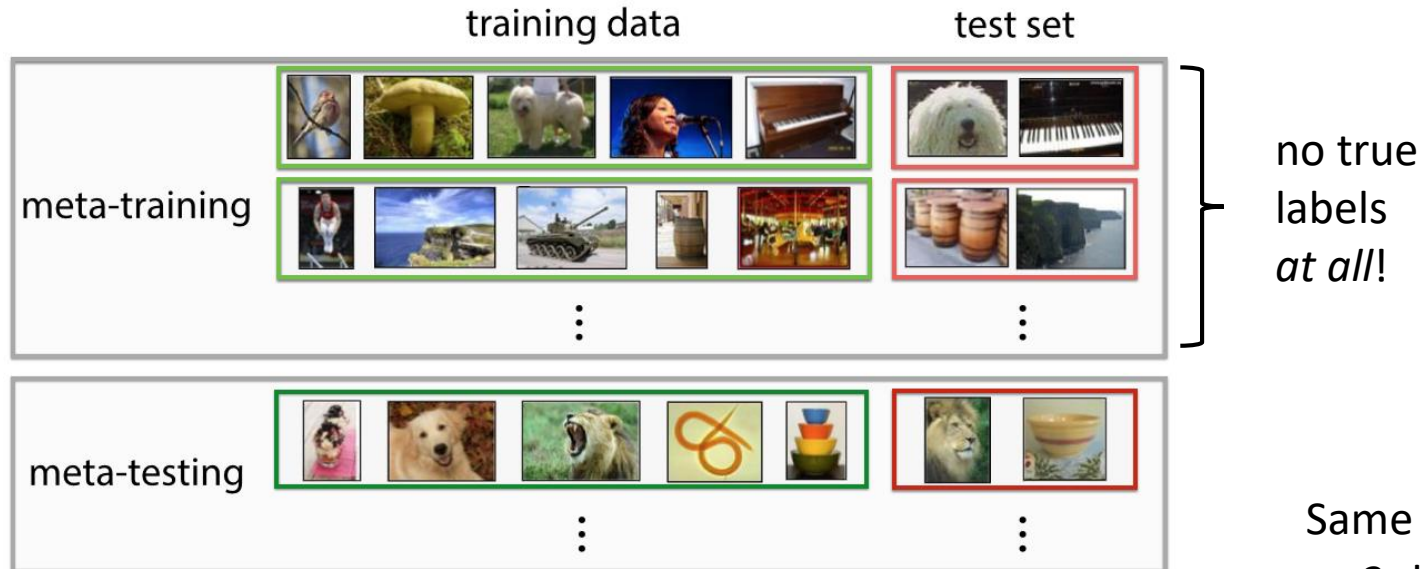 training data
test set
meta-training
no true
labels
at all!
meta-testing
Same